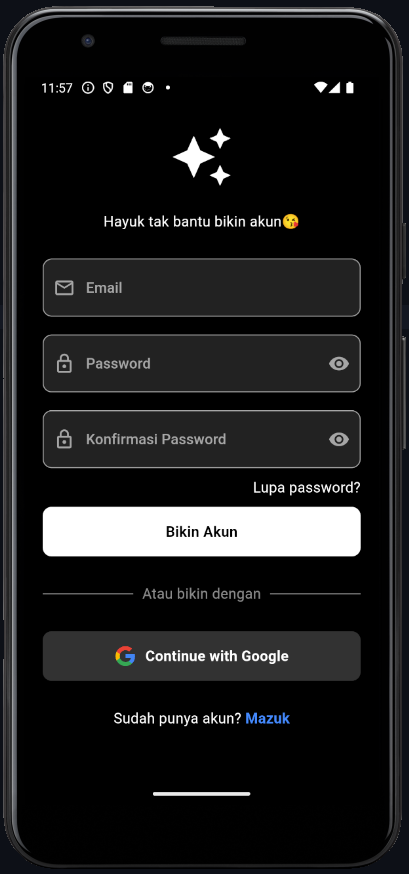 11:57
Hayuk tak bantu bikin akun😘
Email
Password
Konfirmasi Password
Lupa password?
Bikin Akun
Atau bikin dengan
Continue with Google
Sudah punya akun? Mazuk